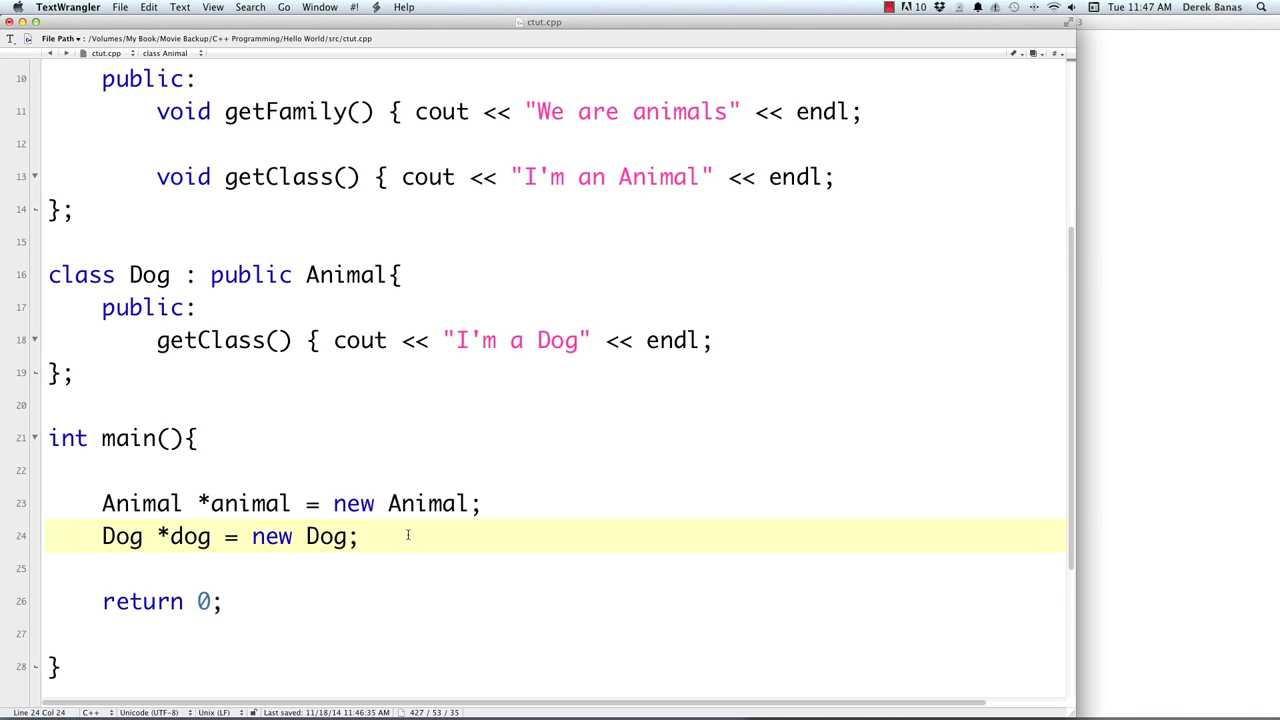 TextWrangler File Edit Text View Search Go Window #! Help 10 Tue 11:47 AM Derek Banas
ctut.cpp
3
File Path ▾ : /Volumes/My Book/Movie Backup/C++ Programming/Hello World/src/ctut.cpp
ctut.cpp class Animal
10 public:
11 void getFamily() { cout << "We are animals" << endl;
12
13 void getClass() { cout << "I'm an Animal" << endl;
14 };
15
16 class Dog : public Animal{
17 public:
18 getClass() { cout << "I'm a Dog" << endl;
19 };
20
21 int main(){
22
23 Animal *animal = new Animal;
24 Dog *dog = new Dog;
25
26 return 0;
27
28 }
Line 24 Col 24 C++ Unicode (UTF-8) Unix (LF) Last saved: 11/18/14 11:46:35 AM 427 / 53 / 35